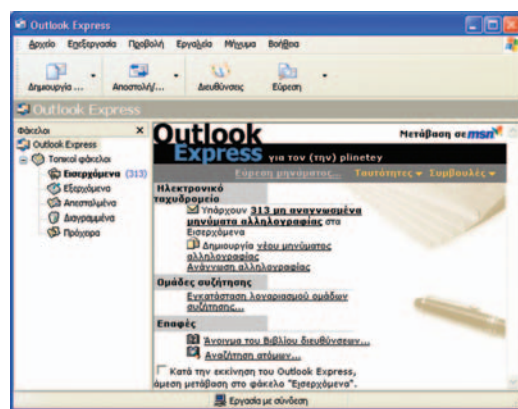 Outlook Express
Αρχείο Επεξεργασία Προβολή Εργαλεία Μήνυμα Βοήθεια
Δημιουργία ... Αποστολή/... Διευθύνσεις Εύρεση
Outlook Express
Φάκελοι ×
Outlook Express
Τοπικοί φάκελοι
Εισερχόμενα (313)
Εξερχόμενα
Απεσταλμένα
Διαγραμμένα
Πρόχειρα
Outlook Express για τον (την) plinetey
Μετάβαση σε msn
Εύρεση μηνύματος... Ταυτότητες Συμβουλές
Ηλεκτρονικό
ταχυδρομείο
Υπάρχουν 313 μη αναγνωσμένα
μηνύματα αλληλογραφίας στα
Εισερχόμενα
Δημιουργία νέου μηνύματος
αλληλογραφίας
Ανάγνωση αλληλογραφίας
Ομάδες συζήτησης
Εγκατάσταση λογαριασμού ομάδων
συζήτησης...
Επαφές
Άνοιγμα του Βιβλίου διευθύνσεων...
Αναζήτηση ατόμων...
Κατά την εκκίνηση του Outlook Express,
άμεση μετάβαση στο φάκελο "Εισερχόμενα".
Εργασία με σύνδεση